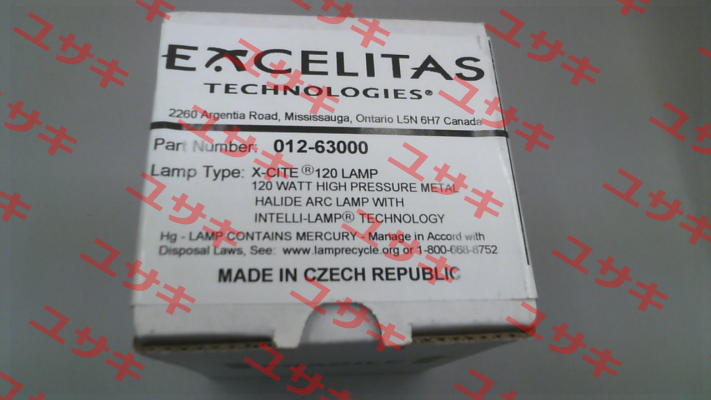 EXCELITAS
TECHNOLOGIES®
2260 Argentia Road, Mississauga, Ontario L5N 6H7 Canada
Part Number: 012-63000
Lamp Type: X-CITE ® 120 LAMP
120 WATT HIGH PRESSURE METAL
HALIDE ARC LAMP WITH
INTELLI-LAMP® TECHNOLOGY
Hg - LAMP CONTAINS MERCURY - Manage in Accord with
Disposal Laws, See: www.lamprecycle.org or 1-800-668-8752
MADE IN CZECH REPUBLIC
ユサキ